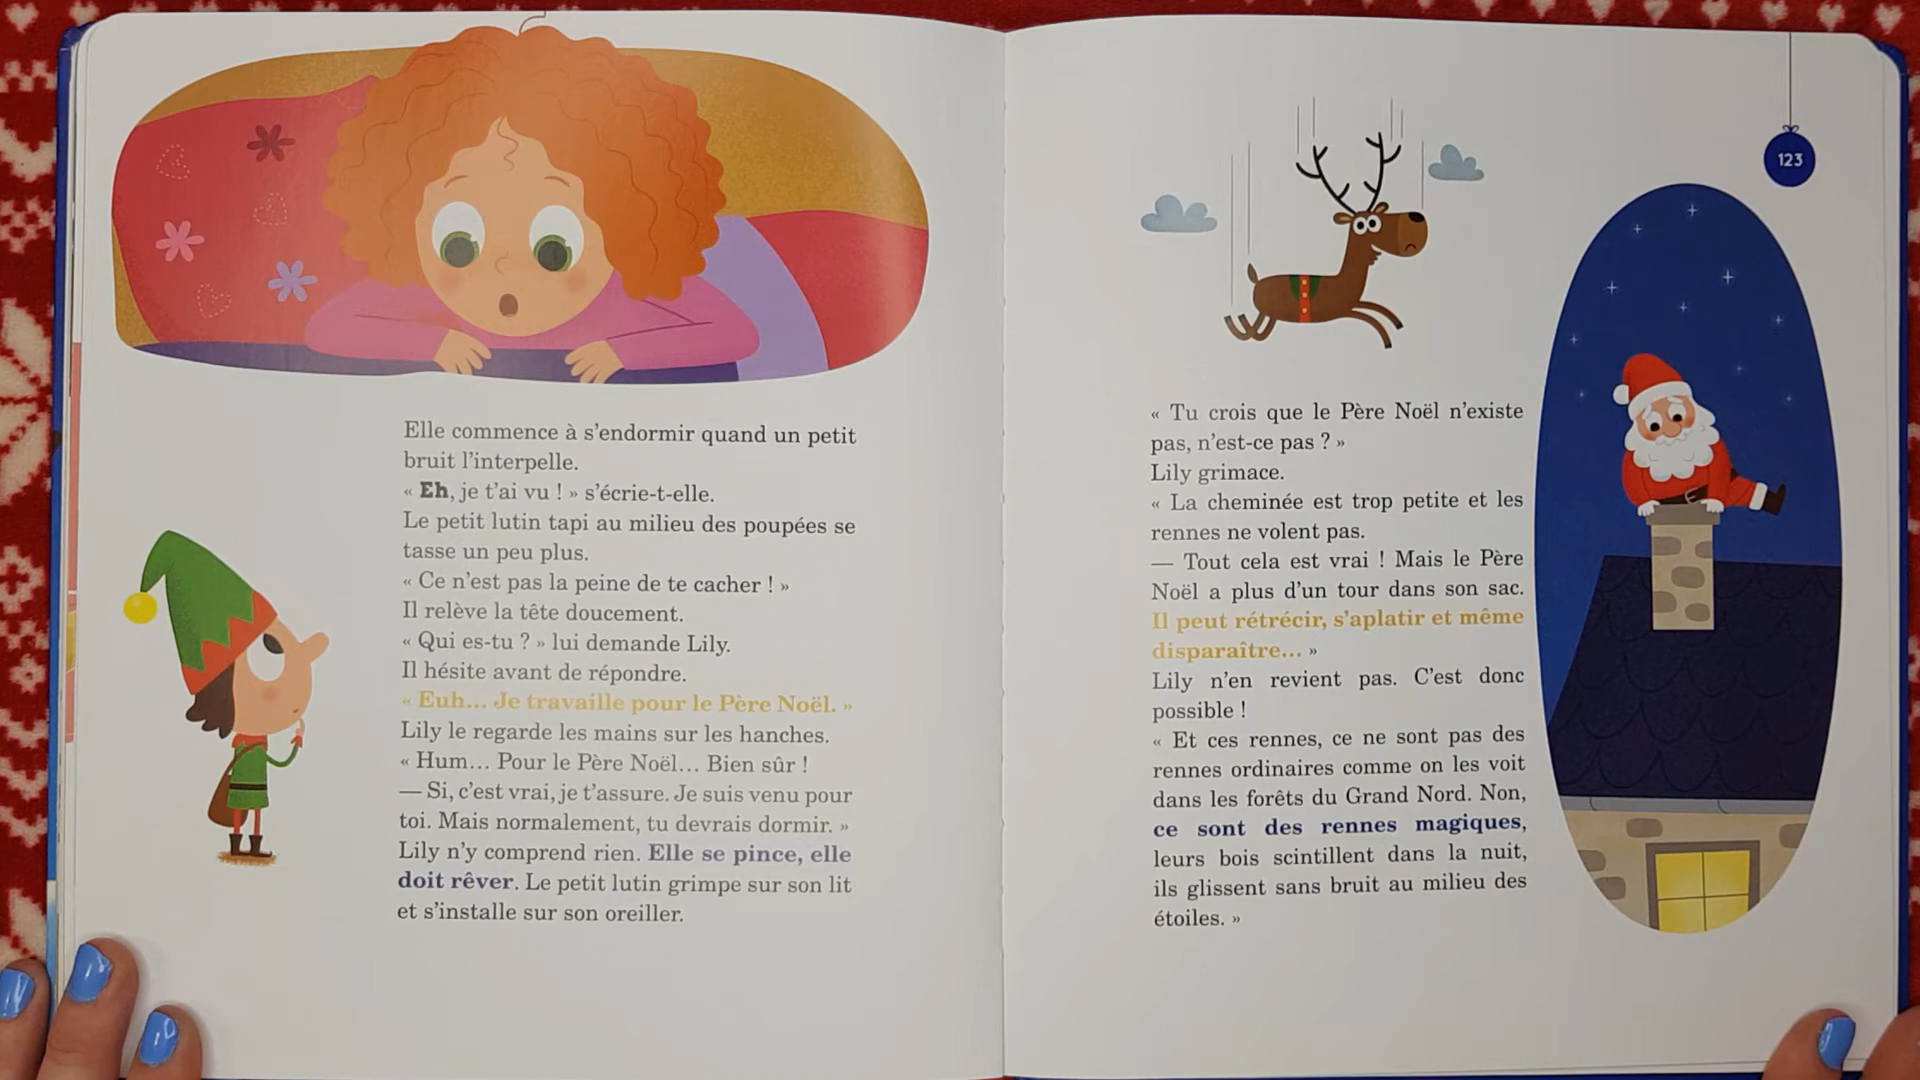 Elle commence à s'endormir quand un petit
bruit l'interpelle.
« Eh, je t'ai vu ! » s'écrie-t-elle.
Le petit lutin tapi au milieu des poupées se
tasse un peu plus.
« Ce n'est pas la peine de te cacher ! »
Il relève la tête doucement.
« Qui es-tu ? » lui demande Lily.
Il hésite avant de répondre.
« Euh... Je travaille pour le Père Noël. »
Lily le regarde les mains sur les hanches.
« Hum... Pour le Père Noël... Bien sûr !
— Si, c'est vrai, je t'assure. Je suis venu pour
toi. Mais normalement, tu devrais dormir. »
Lily n'y comprend rien. Elle se pince, elle
doit rêver. Le petit lutin grimpe sur son lit
et s'installe sur son oreiller.
123
« Tu crois que le Père Noël n'existe
pas, n'est-ce pas ? »
Lily grimace.
« La cheminée est trop petite et les
rennes ne volent pas.
— Tout cela est vrai ! Mais le Père
Noël a plus d'un tour dans son sac.
Il peut rétrécir, s'aplatir et même
disparaître... »
Lily n'en revient pas. C'est donc
possible !
« Et ces rennes, ce ne sont pas des
rennes ordinaires comme on les voit
dans les forêts du Grand Nord. Non,
ce sont des rennes magiques,
leurs bois scintillent dans la nuit,
ils glissent sans bruit au milieu des
étoiles. »